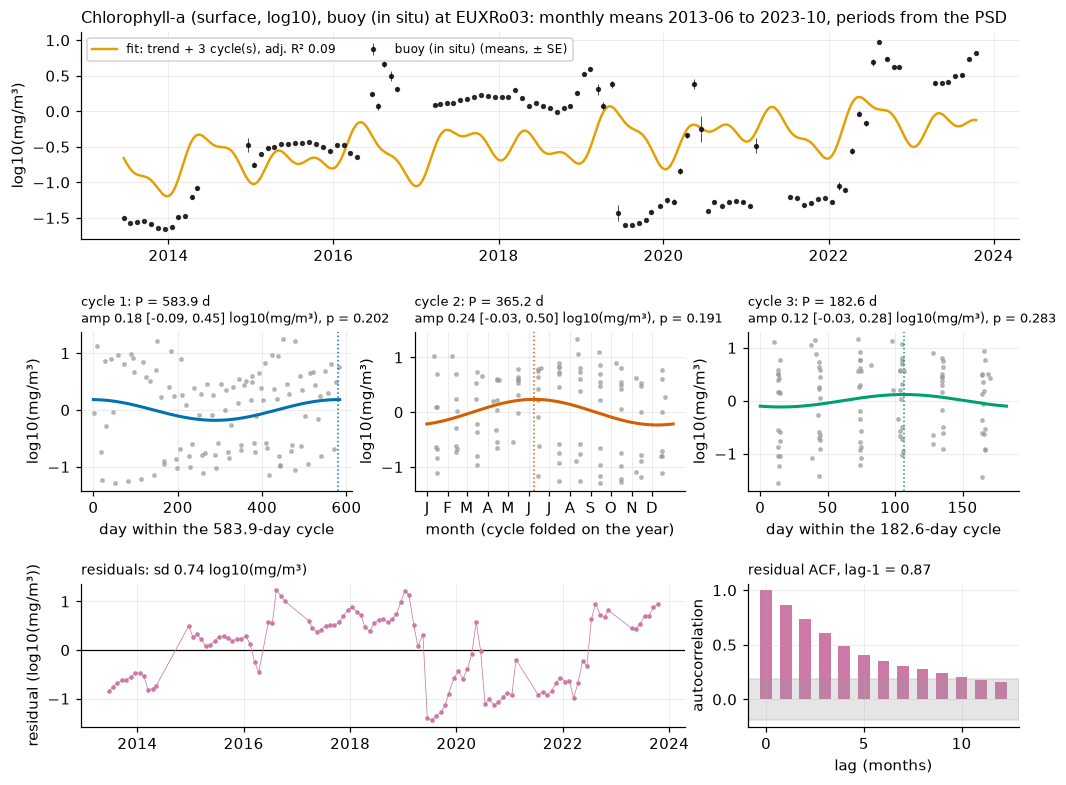 Chlorophyll-a (surface, log10), buoy (in situ) at EUXRo03: monthly means 2013-06 to 2023-10, periods from the PSD
fit: trend + 3 cycle(s), adj. R² 0.09
buoy (in situ) (means, ± SE)
log10(mg/m³)
1.0
0.5
0.0
−0.5
−1.0
−1.5
2014
2016
2018
2020
2022
2024
cycle 1: P = 583.9 d
amp 0.18 [-0.09, 0.45] log10(mg/m³), p = 0.202
log10(mg/m³)
1
0
−1
0
200
400
600
day within the 583.9-day cycle
cycle 2: P = 365.2 d
amp 0.24 [-0.03, 0.50] log10(mg/m³), p = 0.191
log10(mg/m³)
1
0
−1
J
F
M
A
M
J
J
A
S
O
N
D
month (cycle folded on the year)
cycle 3: P = 182.6 d
amp 0.12 [-0.03, 0.28] log10(mg/m³), p = 0.283
log10(mg/m³)
1
0
−1
0
50
100
150
day within the 182.6-day cycle
residuals: sd 0.74 log10(mg/m³)
residual (log10(mg/m³))
1
0
−1
2014
2016
2018
2020
2022
2024
residual ACF, lag-1 = 0.87
autocorrelation
1.0
0.5
0.0
0
5
10
lag (months)